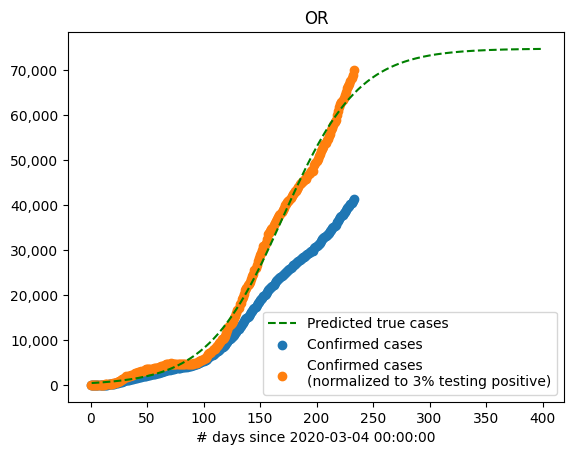 OR
70,000
60,000
50,000
40,000
30,000
20,000
10,000
0
Predicted true cases
Confirmed cases
Confirmed cases
(normalized to 3% testing positive)
0 50 100 150 200 250 300 350 400
# days since 2020-03-04 00:00:00